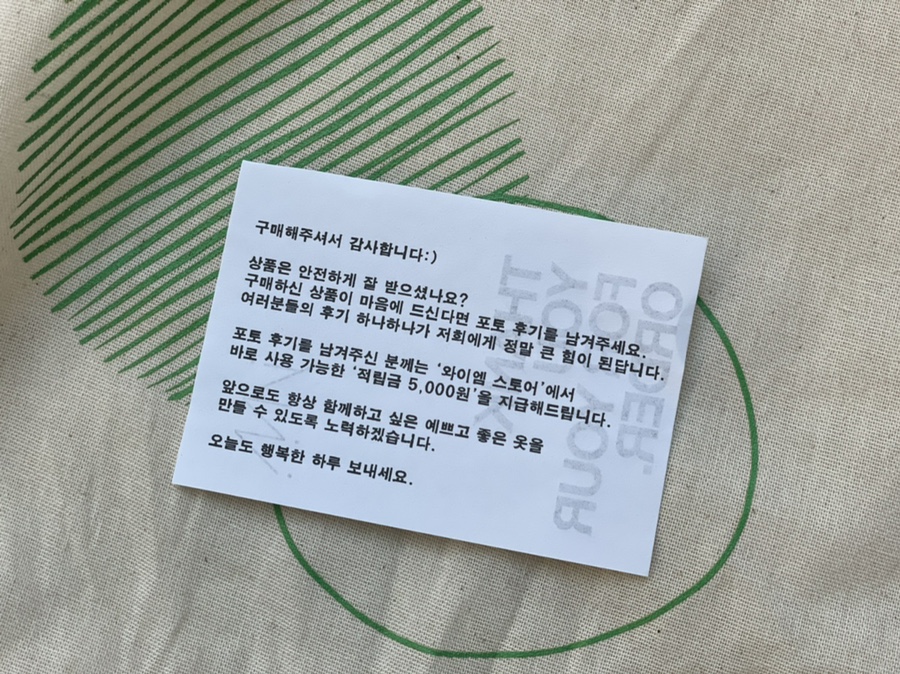 구매해주셔서 감사합니다:)
상품은 안전하게 잘 받으셨나요?
구매하신 상품이 마음에 드신다면 포토 후기를 남겨주세요.
여러분들의 후기 하나하나가 저희에게 정말 큰 힘이 된답니다.
포토 후기를 남겨주신 분께는 '와이엠 스토어'에서
바로 사용 가능한 '적립금 5,000원'을 지급해드립니다.
앞으로도 항상 함께하고 싶은 예쁘고 좋은 옷을
만들 수 있도록 노력하겠습니다.
오늘도 행복한 하루 보내세요.
THANK
YOU
FOR YOUR
ORDER.